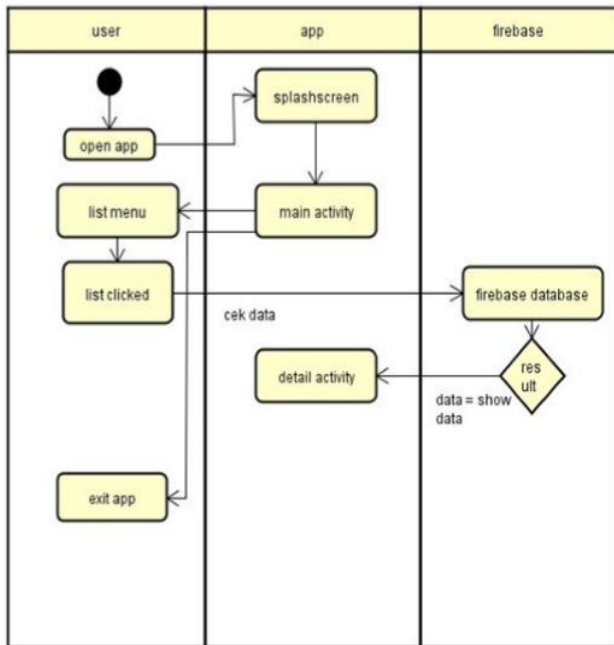 user
app
firebase
splashscreen
open app
list menu
main activity
list clicked
firebase database
cek data
detail activity
res
ult
data = show
data
exit app